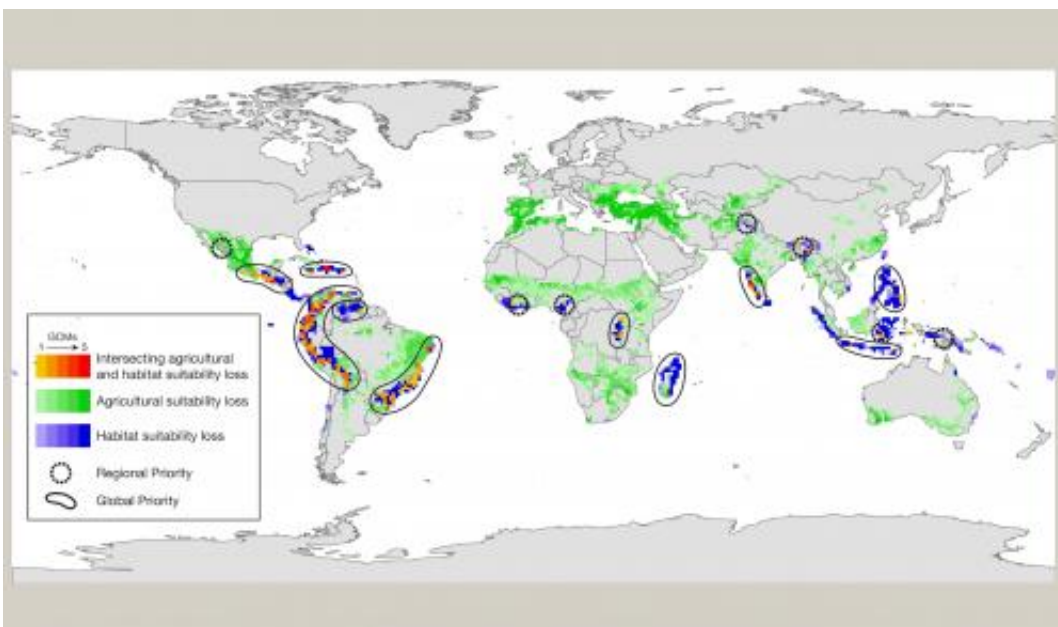 GCMs
1 → 5
Intersecting agricultural
and habitat suitability loss
Agricultural suitability loss
Habitat suitability loss
Regional Priority
Global Priority